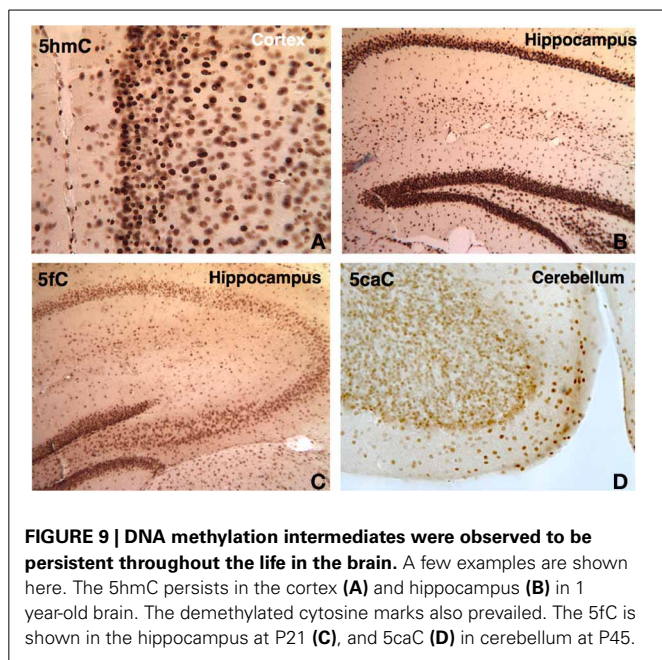 5hmC
Cortex
A
Hippocampus
B
5fC
Hippocampus
C
5caC
Cerebellum
D
FIGURE 9 | DNA methylation intermediates were observed to be
persistent throughout the life in the brain. A few examples are shown
here. The 5hmC persists in the cortex (A) and hippocampus (B) in 1
year-old brain. The demethylated cytosine marks also prevailed. The 5fC is
shown in the hippocampus at P21 (C), and 5caC (D) in cerebellum at P45.